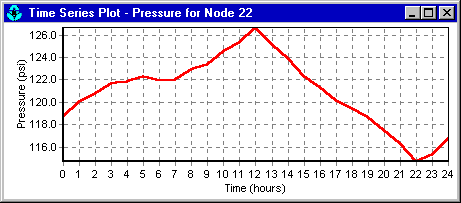 Time Series Plot - Pressure for Node 22
126.0
124.0
122.0
120.0
118.0
116.0
Pressure (psi)
0 1 2 3 4 5 6 7 8 9 10 11 12 13 14 15 16 17 18 19 20 21 22 23 24
Time (hours)